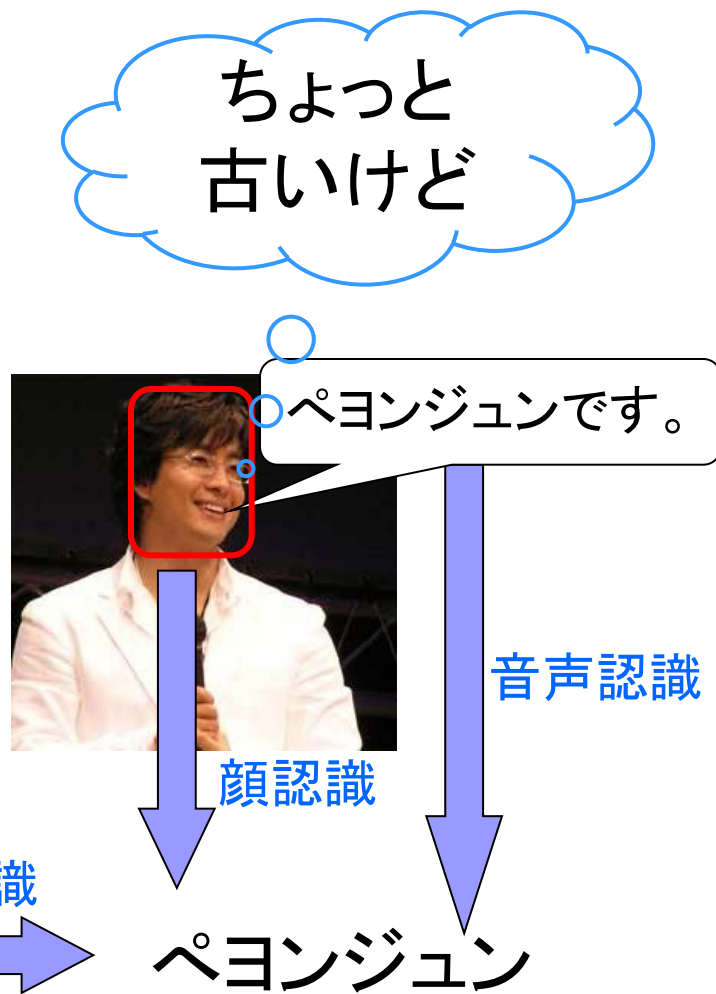 ちょっと
古いけど
ペヨンジュンです。
音声認識
顔認識
識
ペヨンジュン